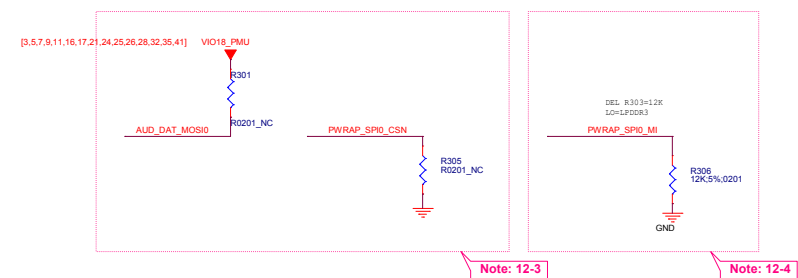 [3,5,7,9,11,16,17,21,24,25,26,28,32,35,41] VIO18_PMU
R301
R0201_NC
AUD_DAT_MOSI0
PWRAP_SPI0_CSN
R305
R0201_NC
Note: 12-3
DEL R303=12K
LO=LPDDR3
PWRAP_SPI0_MI
R306
12K;5%;0201
GND
Note: 12-4